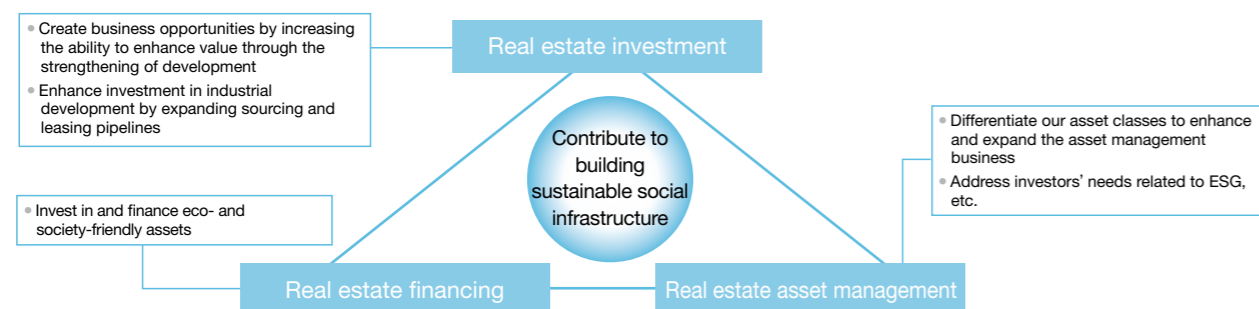 • Create business opportunities by increasing
the ability to enhance value through the
strengthening of development
• Enhance investment in industrial
development by expanding sourcing and
leasing pipelines
Real estate investment
Contribute to
building
sustainable social
infrastructure
• Differentiate our asset classes to enhance
and expand the asset management
business
• Address investors’ needs related to ESG,
etc.
• Invest in and finance eco- and
society-friendly assets
Real estate financing
Real estate asset management